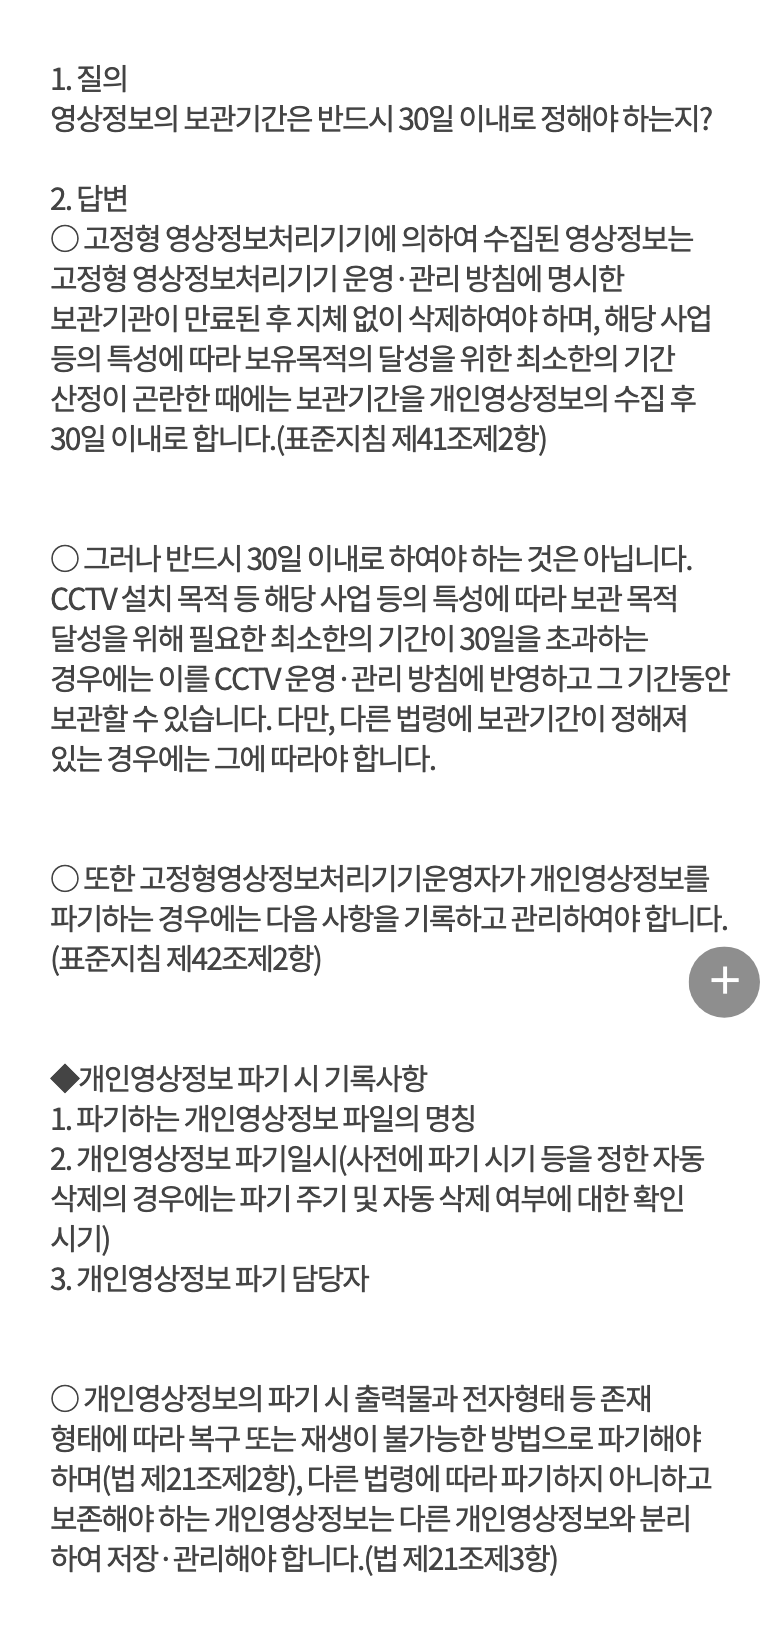 1. 질의
영상정보의 보관기간은 반드시 30일 이내로 정해야 하는지?
2. 답변
○ 고정형 영상정보처리기기에 의하여 수집된 영상정보는
고정형 영상정보처리기기 운영·관리 방침에 명시한
보관기관이 만료된 후 지체 없이 삭제하여야 하며, 해당 사업
등의 특성에 따라 보유목적의 달성을 위한 최소한의 기간
산정이 곤란한 때에는 보관기간을 개인영상정보의 수집 후
30일 이내로 합니다.(표준지침 제41조제2항)
○ 그러나 반드시 30일 이내로 하여야 하는 것은 아닙니다.
CCTV 설치 목적 등 해당 사업 등의 특성에 따라 보관 목적
달성을 위해 필요한 최소한의 기간이 30일을 초과하는
경우에는 이를 CCTV 운영·관리 방침에 반영하고 그 기간동안
보관할 수 있습니다. 다만, 다른 법령에 보관기간이 정해져
있는 경우에는 그에 따라야 합니다.
○ 또한 고정형영상정보처리기기운영자가 개인영상정보를
파기하는 경우에는 다음 사항을 기록하고 관리하여야 합니다.
(표준지침 제42조제2항)
+
◆개인영상정보 파기 시 기록사항
1. 파기하는 개인영상정보 파일의 명칭
2. 개인영상정보 파기일시(사전에 파기 시기 등을 정한 자동
삭제의 경우에는 파기 주기 및 자동 삭제 여부에 대한 확인
시기)
3. 개인영상정보 파기 담당자
○ 개인영상정보의 파기 시 출력물과 전자형태 등 존재
형태에 따라 복구 또는 재생이 불가능한 방법으로 파기해야
하며(법 제21조제2항), 다른 법령에 따라 파기하지 아니하고
보존해야 하는 개인영상정보는 다른 개인영상정보와 분리
하여 저장·관리해야 합니다.(법 제21조제3항)